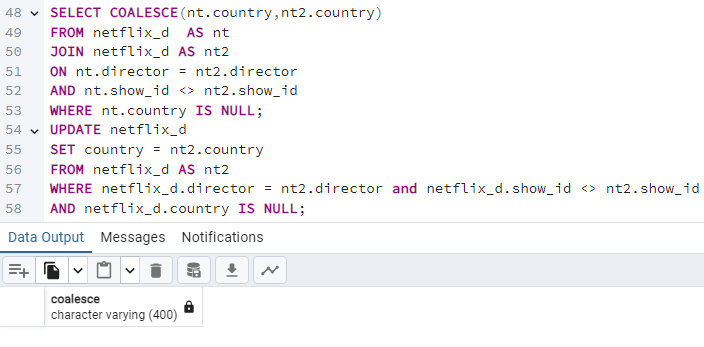 48 SELECT COALESCE(nt.country,nt2.country)
49 FROM netflix_d  AS nt
50 JOIN netflix_d AS nt2
51 ON nt.director = nt2.director
52 AND nt.show_id <> nt2.show_id
53 WHERE nt.country IS NULL;
54 UPDATE netflix_d
55 SET country = nt2.country
56 FROM netflix_d AS nt2
57 WHERE netflix_d.director = nt2.director and netflix_d.show_id <> nt2.show_id
58 AND netflix_d.country IS NULL;
Data Output Messages Notifications
coalesce
character varying (400)